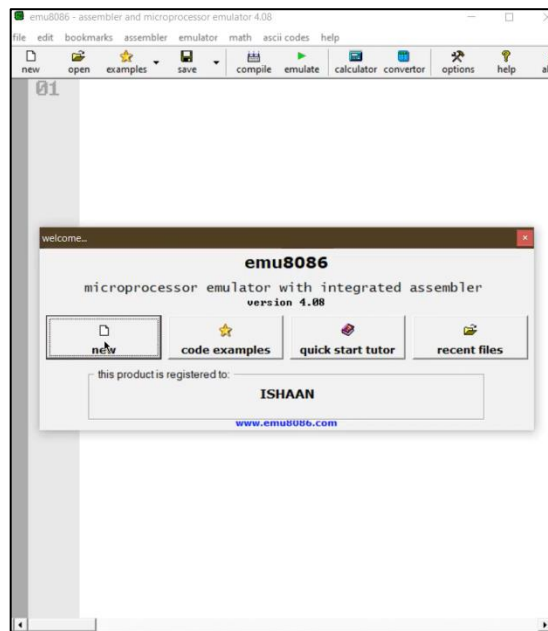 emu8086 - assembler and microprocessor emulator 4.08
file edit bookmarks assembler emulator math ascii codes help
new open examples save compile emulate calculator convertor options help al
01
welcome..
emu8086
microprocessor emulator with integrated assembler
version 4.08
new code examples quick start tutor recent files
this product is registered to:
ISHAAN
www.emu8086.com